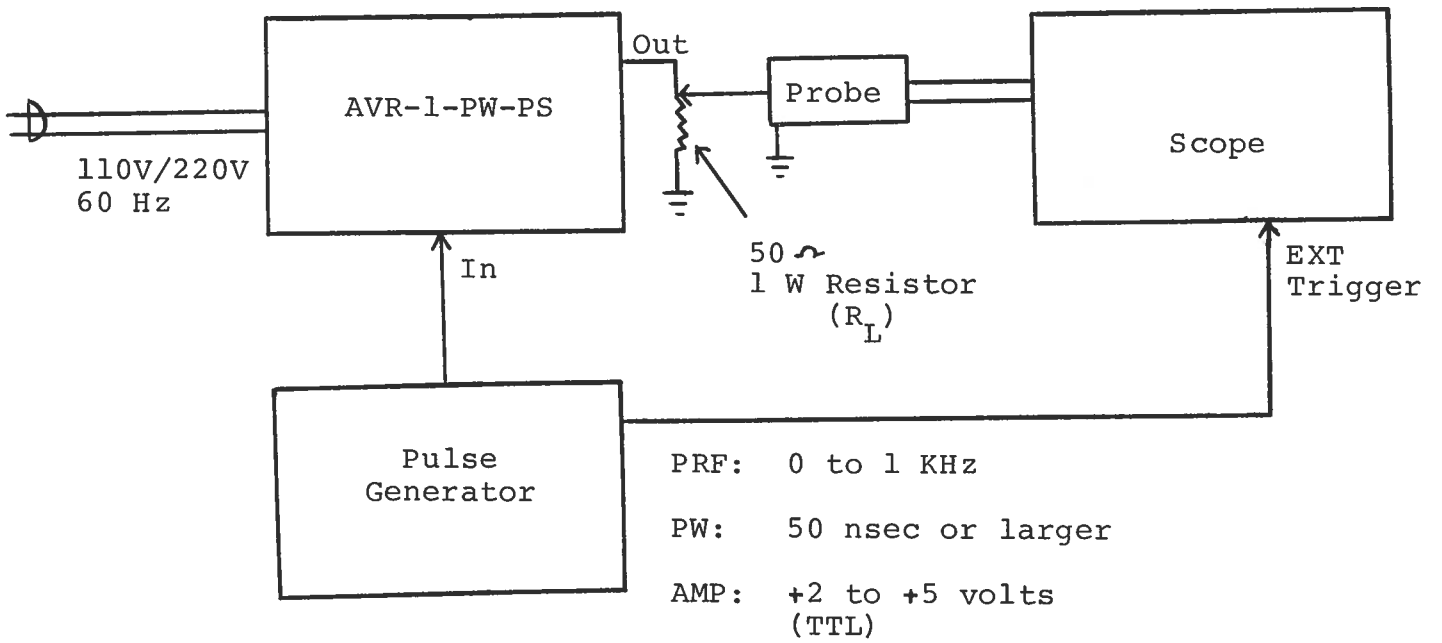 Out
AVR-1-PW-PS
Probe
Scope
110V/220V
60 Hz
In
50 Ω
1 W Resistor
(R_L)
EXT
Trigger
Pulse
Generator
PRF: 0 to 1 KHz
PW: 50 nsec or larger
AMP: +2 to +5 volts
(TTL)